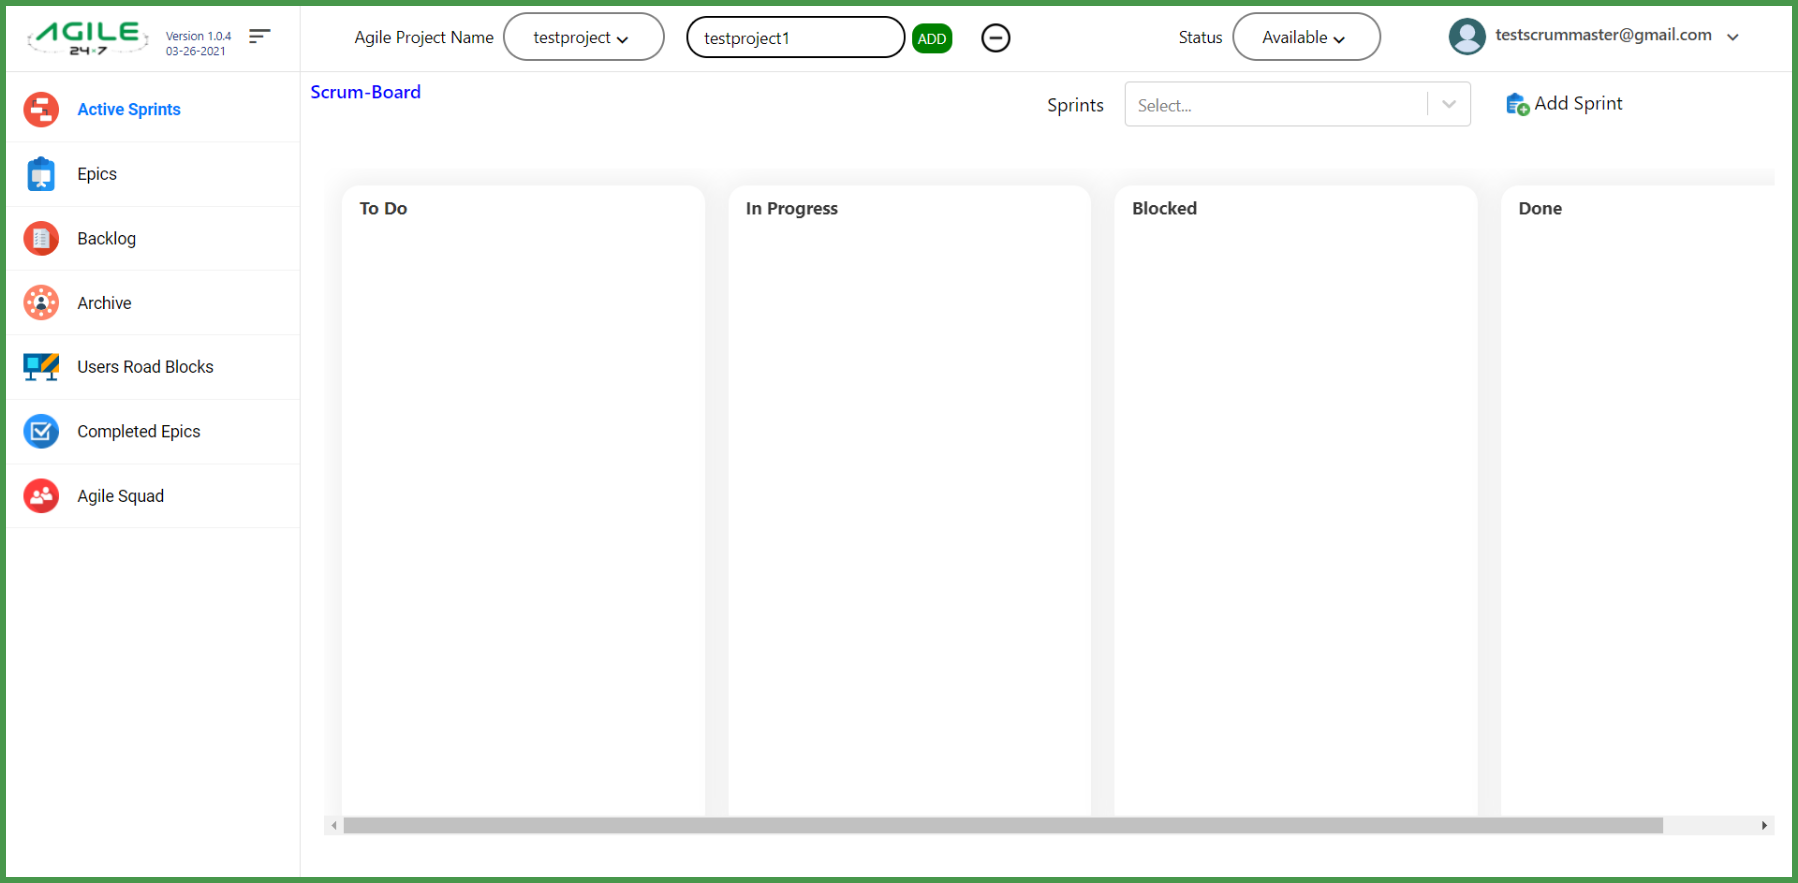 AGILE
24×7
Version 1.0.4
03-26-2021
Agile Project Name
testproject
testproject1
ADD
Status
Available
testscrummaster@gmail.com
Scrum-Board
Sprints
Select...
Add Sprint
Active Sprints
Epics
Backlog
Archive
Users Road Blocks
Completed Epics
Agile Squad
To Do
In Progress
Blocked
Done